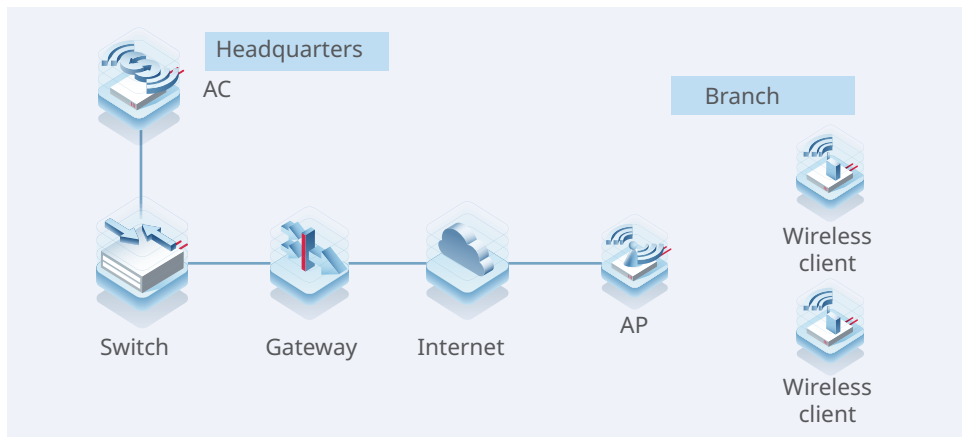 Headquarters
AC
Branch
Wireless
client
Switch
Gateway
Internet
AP
Wireless
client